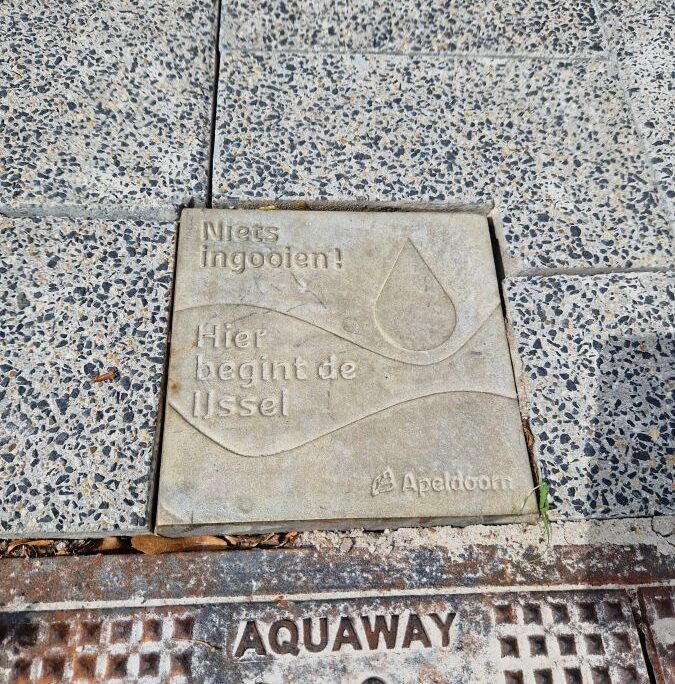 Niets
ingooien!
Hier
begint de
IJssel
Apeldoorn
AQUAWAY